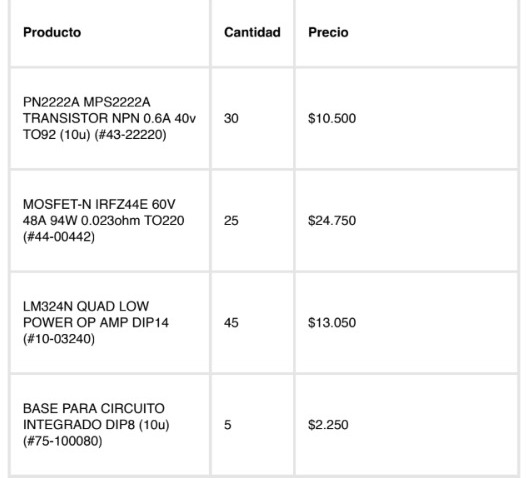 Producto Cantidad Precio
PN2222A MPS2222A
TRANSISTOR NPN 0.6A 40v 30 $10.500
TO92 (10u) (#43-22220)
MOSFET-N IRFZ44E 60V
48A 94W 0.023ohm TO220 25 $24.750
(#44-00442)
LM324N QUAD LOW
POWER OP AMP DIP14 45 $13.050
(#10-03240)
BASE PARA CIRCUITO
INTEGRADO DIP8 (10u) 5 $2.250
(#75-100080)